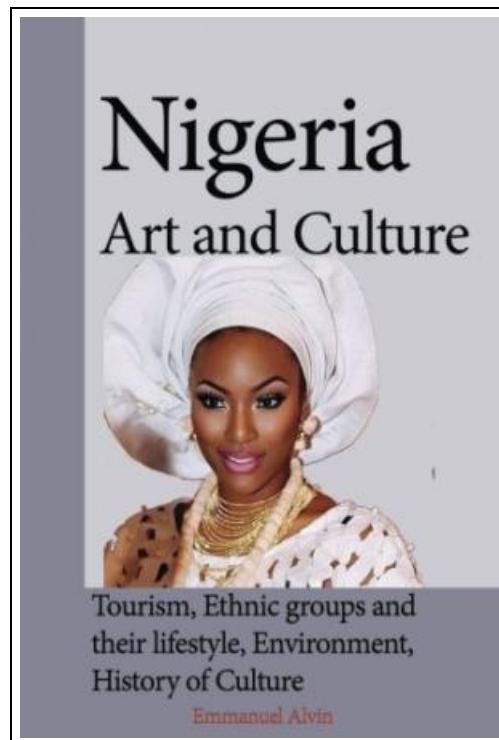 Nigeria
Art and Culture
Tourism, Ethnic groups and
their lifestyle, Environment,
History of Culture
Emmanuel Alvin